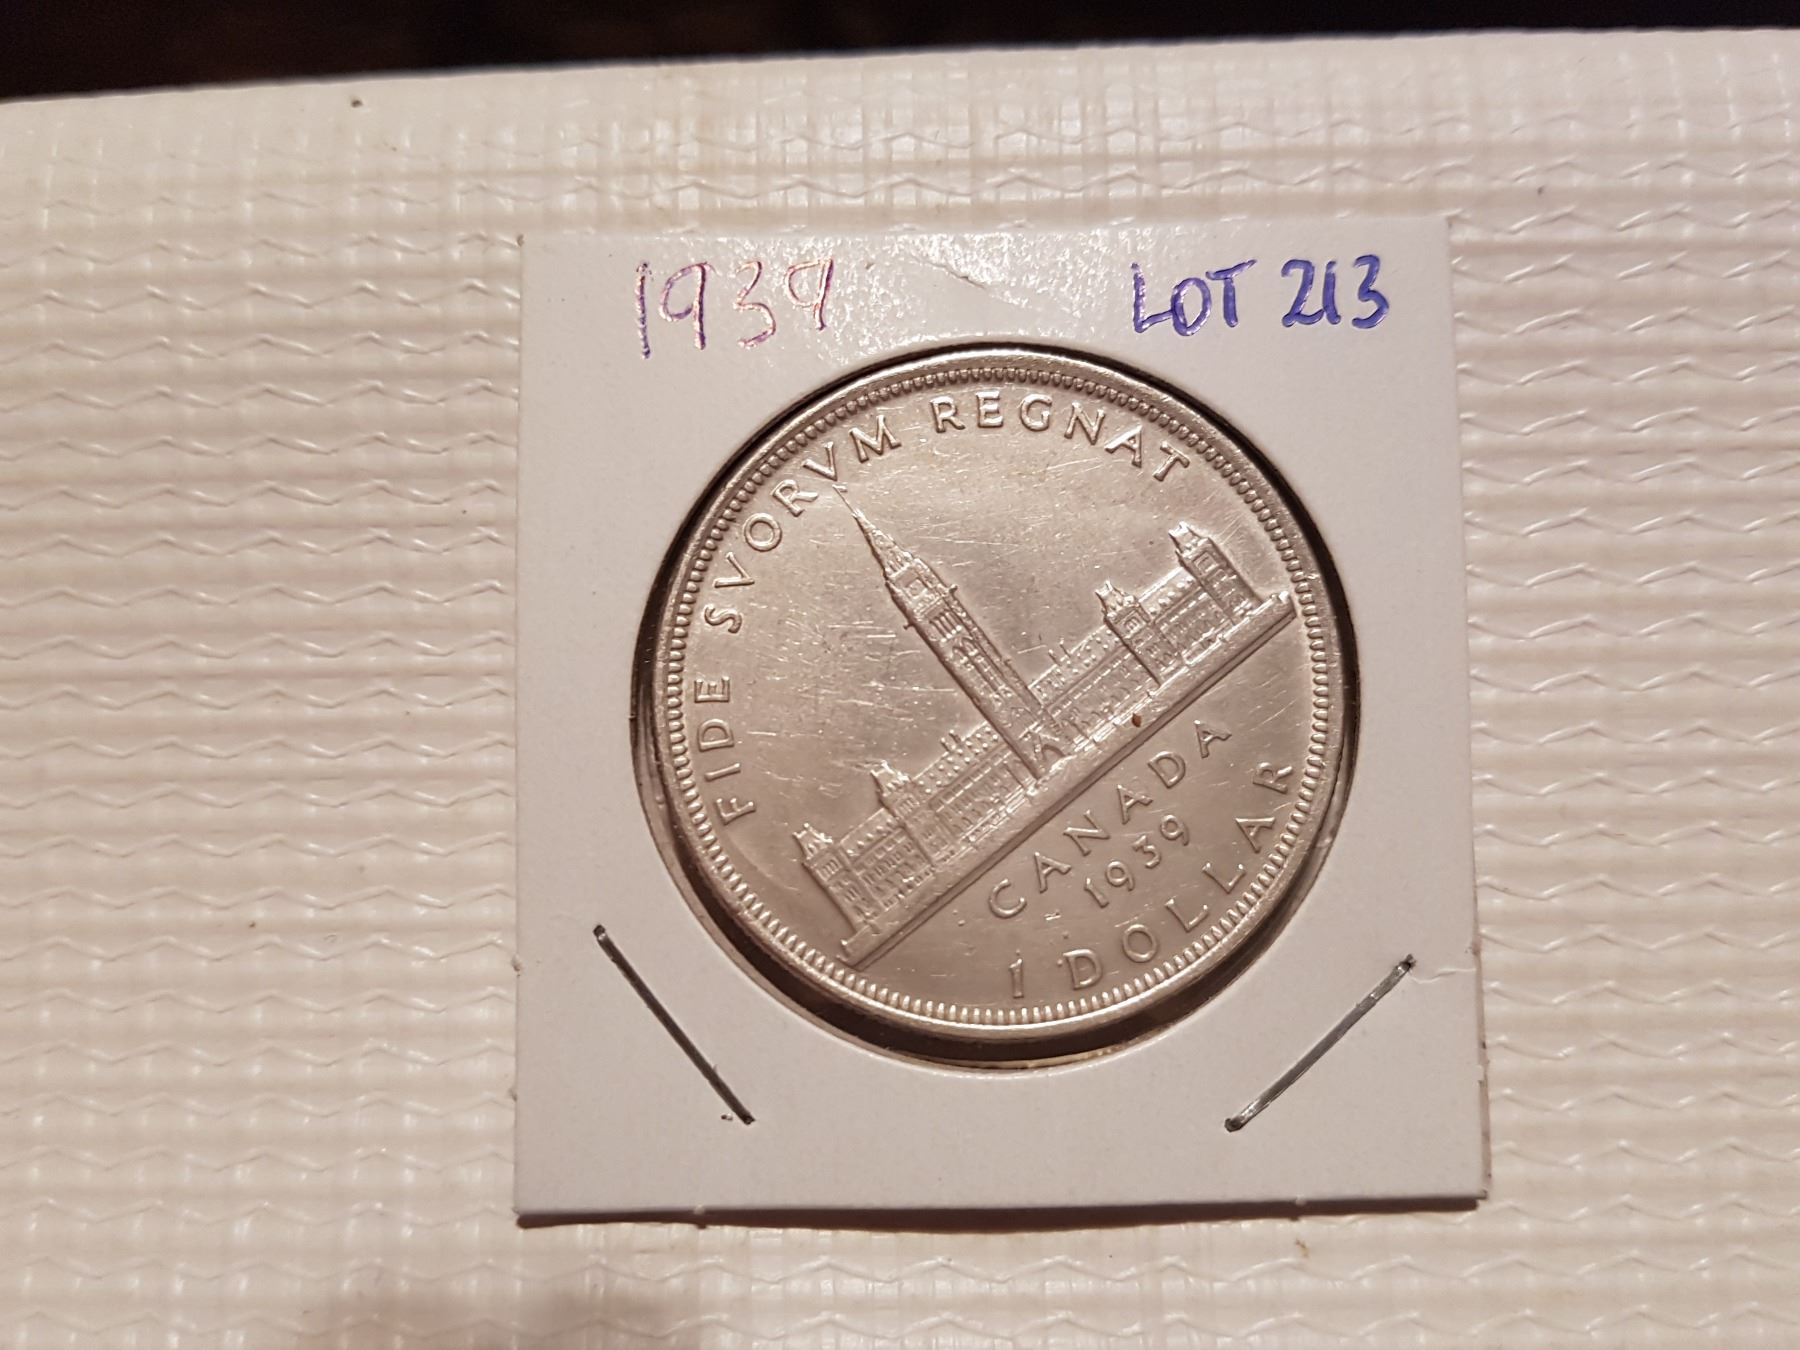 1939 LOT 213
FIDE SVORVM REGNAT
CANADA
1939
1 DOLLAR